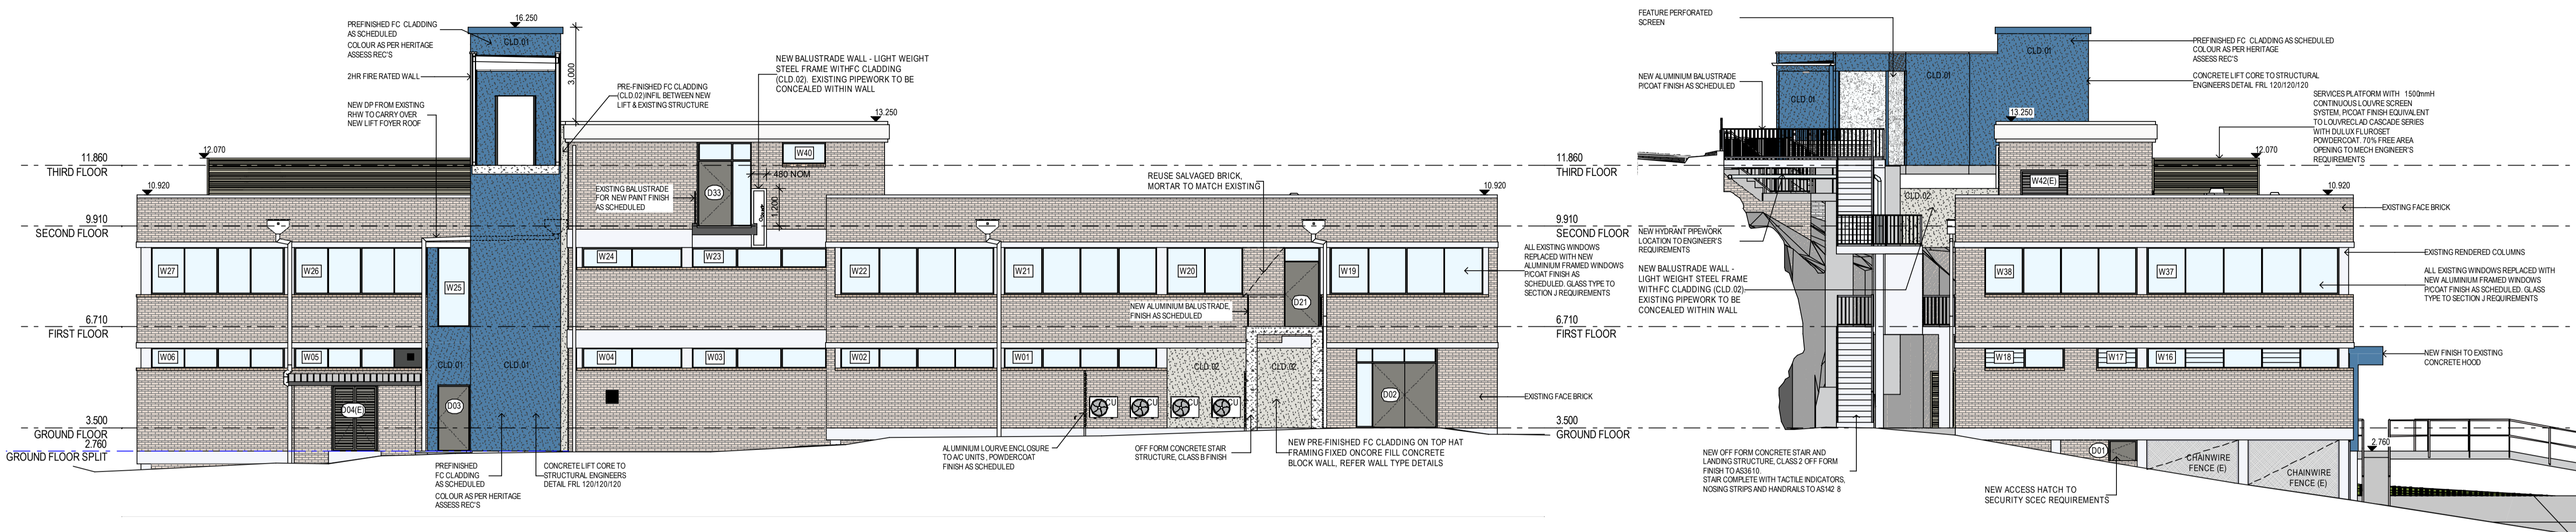 PREFINISHED FC CLADDING
AS SCHEDULED
COLOUR AS PER HERITAGE
ASSESS REC'S
2HR FIRE RATED WALL
NEW DP FROM EXISTING
RHW TO CARRY OVER
NEW LIFT FOYER ROOF
16.250
CLD.01
3,000
PRE-FINISHED FC CLADDING
(CLD.02)INFIL BETWEEN NEW
LIFT & EXISTING STRUCTURE
NEW BALUSTRADE WALL - LIGHT WEIGHT
STEEL FRAME WITHFC CLADDING
(CLD.02). EXISTING PIPEWORK TO BE
CONCEALED WITHIN WALL
13.250
12.070
11.860
THIRD FLOOR
10.920
9.910
SECOND FLOOR
6.710
FIRST FLOOR
3.500
GROUND FLOOR
2.760
GROUND FLOOR SPLIT
W40
D33
480 NOM
1,200
EXISTING BALUSTRADE
FOR NEW PAINT FINISH
AS SCHEDULED
REUSE SALVAGED BRICK,
MORTAR TO MATCH EXISTING
10.920
W27
W26
W25
W24
W23
W22
W21
W20
D21
W19
NEW ALUMINIUM BALUSTRADE,
FINISH AS SCHEDULED
W06
W05
CLD.01
CLD.01
W04
W03
W02
W01
CLD.02
CLD.02
D04(E)
D03
CU
CU
CU
CU
D02
PREFINISHED
FC CLADDING
AS SCHEDULED
COLOUR AS PER HERITAGE
ASSESS REC'S
CONCRETE LIFT CORE TO
STRUCTURAL ENGINEERS
DETAIL FRL 120/120/120
ALUMINIUM LOURVE ENCLOSURE
TO A/C UNITS, POWDERCOAT
FINISH AS SCHEDULED
OFF FORM CONCRETE STAIR
STRUCTURE, CLASS B FINISH
NEW PRE-FINISHED FC CLADDING ON TOP HAT
FRAMING FIXED ONCORE FILL CONCRETE
BLOCK WALL, REFER WALL TYPE DETAILS
11.860
THIRD FLOOR
9.910
SECOND FLOOR
ALL EXISTING WINDOWS
REPLACED WITH NEW
ALUMINIUM FRAMED WINDOWS
P/COAT FINISH AS
SCHEDULED. GLASS TYPE TO
SECTION J REQUIREMENTS
6.710
FIRST FLOOR
EXISTING FACE BRICK
3.500
GROUND FLOOR
FEATURE PERFORATED
SCREEN
NEW ALUMINIUM BALUSTRADE
P/COAT FINISH AS SCHEDULED
NEW HYDRANT PIPEWORK
LOCATION TO ENGINEER'S
REQUIREMENTS
NEW BALUSTRADE WALL -
LIGHT WEIGHT STEEL FRAME
WITHFC CLADDING (CLD.02).
EXISTING PIPEWORK TO BE
CONCEALED WITHIN WALL
CLD.01
CLD.01
CLD.01
CLD.02
13.250
12.070
10.920
W42(E)
PREFINISHED FC CLADDING AS SCHEDULED
COLOUR AS PER HERITAGE
ASSESS REC'S
CONCRETE LIFT CORE TO STRUCTURAL
ENGINEERS DETAIL FRL 120/120/120
SERVICES PLATFORM WITH 1500mmH
CONTINUOUS LOUVRE SCREEN
SYSTEM, P/COAT FINISH EQUIVALENT
TO LOUVRECLAD CASCADE SERIES
WITH DULUX FLUROSET
POWDERCOAT. 70% FREE AREA
OPENING TO MECH ENGINEER'S
REQUIREMENTS
EXISTING FACE BRICK
EXISTING RENDERED COLUMNS
ALL EXISTING WINDOWS REPLACED WITH
NEW ALUMINIUM FRAMED WINDOWS
P/COAT FINISH AS SCHEDULED. GLASS
TYPE TO SECTION J REQUIREMENTS
W38
W37
W18
W17
W16
NEW FINISH TO EXISTING
CONCRETE HOOD
2.760
D01
CHAINWIRE
FENCE (E)
CHAINWIRE
FENCE (E)
NEW OFF FORM CONCRETE STAIR AND
LANDING STRUCTURE, CLASS 2 OFF FORM
FINISH TO AS3610.
STAIR COMPLETE WITH TACTILE INDICATORS,
NOSING STRIPS AND HANDRAILS TO AS142 8
NEW ACCESS HATCH TO
SECURITY SCEC REQUIREMENTS